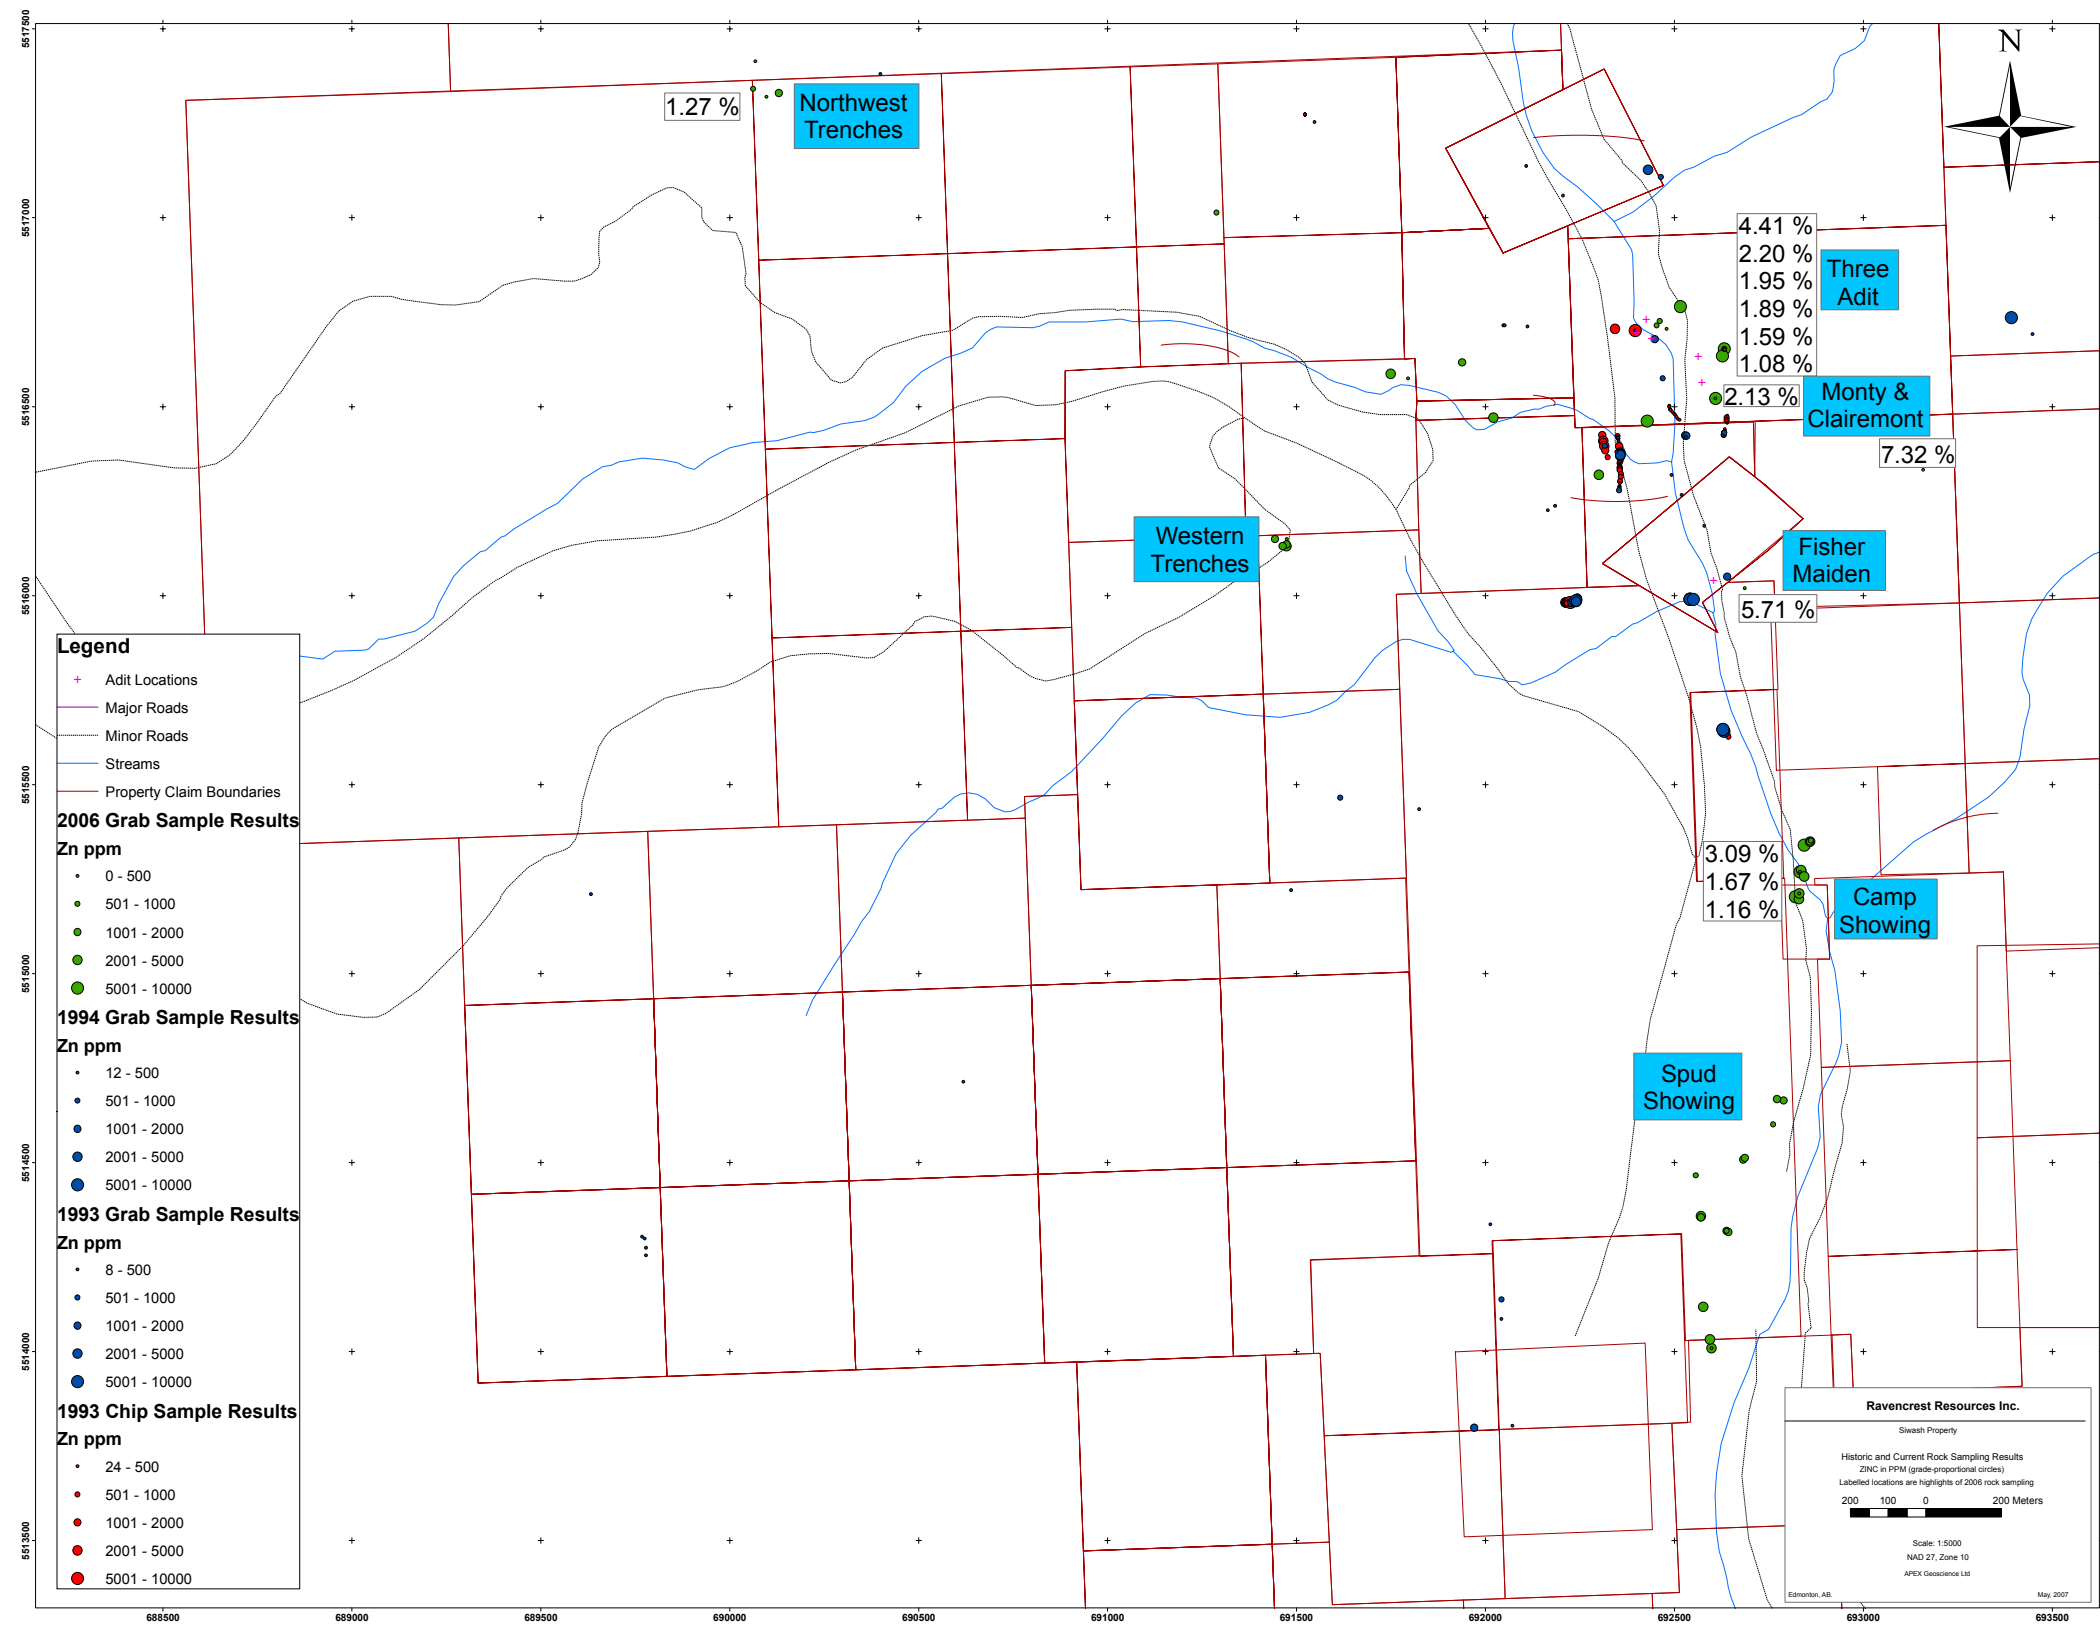 N
1.27 %
Northwest
Trenches
4.41 %
2.20 %
1.95 %
1.89 %
1.59 %
1.08 %
Three
Adit
2.13 %
Monty &
Clairemont
7.32 %
Western
Trenches
Fisher
Maiden
5.71 %
3.09 %
1.67 %
1.16 %
Camp
Showing
Spud
Showing
Legend
Adit Locations
Major Roads
Minor Roads
Streams
Property Claim Boundaries
2006 Grab Sample Results
Zn ppm
0 - 500
501 - 1000
1001 - 2000
2001 - 5000
5001 - 10000
1994 Grab Sample Results
Zn ppm
12 - 500
501 - 1000
1001 - 2000
2001 - 5000
5001 - 10000
1993 Grab Sample Results
Zn ppm
8 - 500
501 - 1000
1001 - 2000
2001 - 5000
5001 - 10000
1993 Chip Sample Results
Zn ppm
24 - 500
501 - 1000
1001 - 2000
2001 - 5000
5001 - 10000
Ravencrest Resources Inc.
Siwash Property
Historic and Current Rock Sampling Results
ZINC in PPM (grade-proportional circles)
Labelled locations are highlights of 2006 rock sampling
200 100 0 200 Meters
Scale: 1:5000
NAD 27, Zone 10
APEX Geoscience Ltd
Edmonton, AB. May, 2007
5517500
5517000
5516500
5516000
5515500
5515000
5514500
5514000
5513500
688500 689000 689500 690000 690500 691000 691500 692000 692500 693000 693500